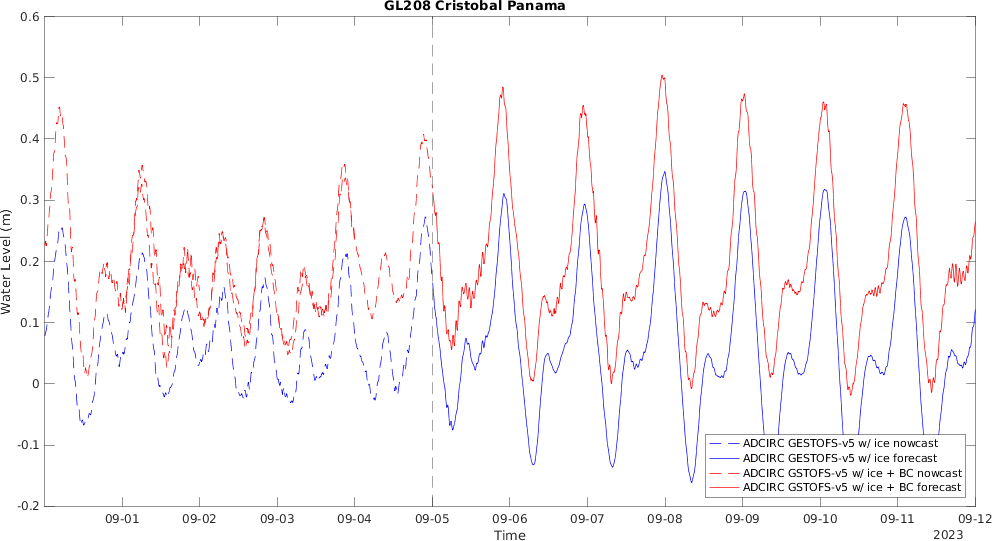 GL208 Cristobal Panama
Water Level (m)
0.6
0.5
0.4
0.3
0.2
0.1
0
-0.1
-0.2
ADCIRC GESTOFS-v5 w/ ice nowcast
ADCIRC GESTOFS-v5 w/ ice forecast
ADCIRC GSTOFS-v5 w/ ice + BC nowcast
ADCIRC GSTOFS-v5 w/ ice + BC forecast
09-01 09-02 09-03 09-04 09-05 09-06 09-07 09-08 09-09 09-10 09-11 09-12
Time
2023